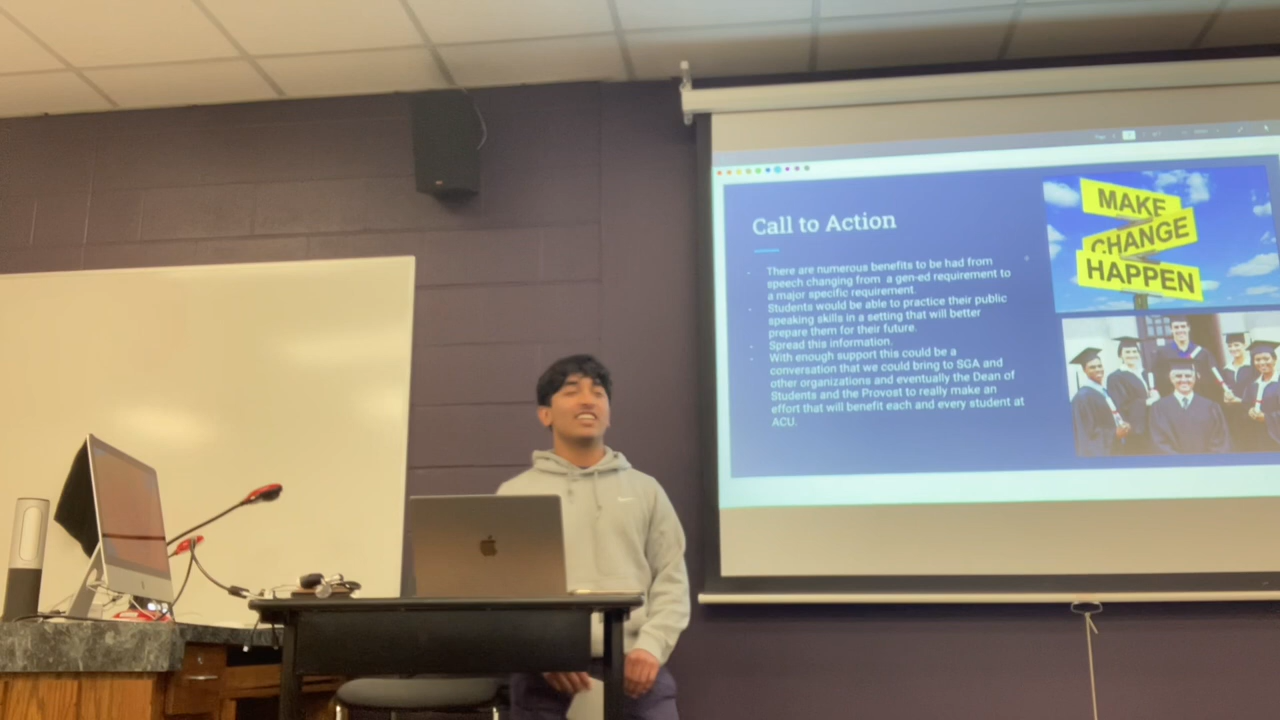 Call to Action
- There are numerous benefits to be had from
speech changing from a gen-ed requirement to
a major specific requirement.
- Students would be able to practice their public
speaking skills in a setting that will better
prepare them for their future.
- Spread this information.
- With enough support this could be a
conversation that we could bring to SGA and
other organizations and eventually the Dean of
Students and the Provost to really make an
effort that will benefit each and every student at
ACU.
MAKE
CHANGE
HAPPEN